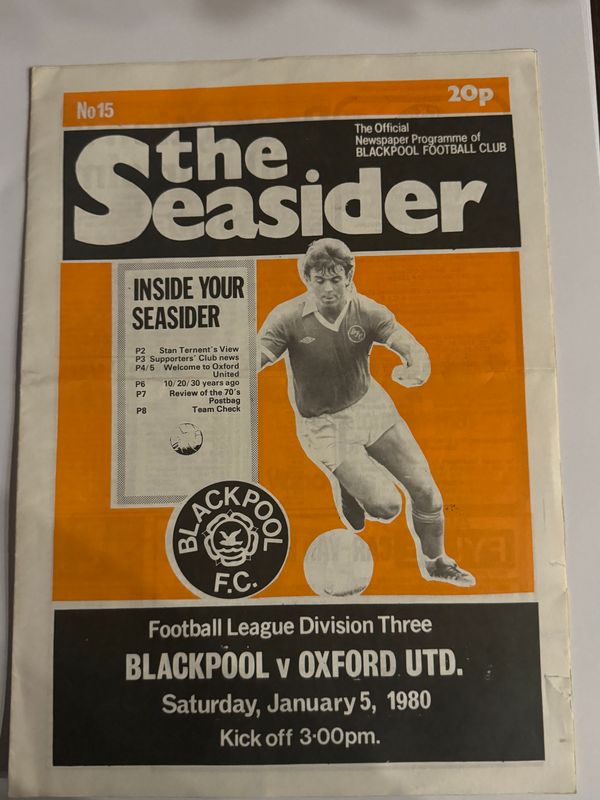 No 15
20p
the
Seasider
The Official
Newspaper Programme of
BLACKPOOL FOOTBALL CLUB
INSIDE YOUR
SEASIDER
P2 Stan Ternent's View
P3 Supporters' Club news
P4/5 Welcome to Oxford
United
P6 10/20/30 years ago
P7 Review of the 70's
Postbag
P8 Team Check
BLACKPOOL
F.C.
Football League Division Three
BLACKPOOL v OXFORD UTD.
Saturday, January 5, 1980
Kick off 3·00pm.